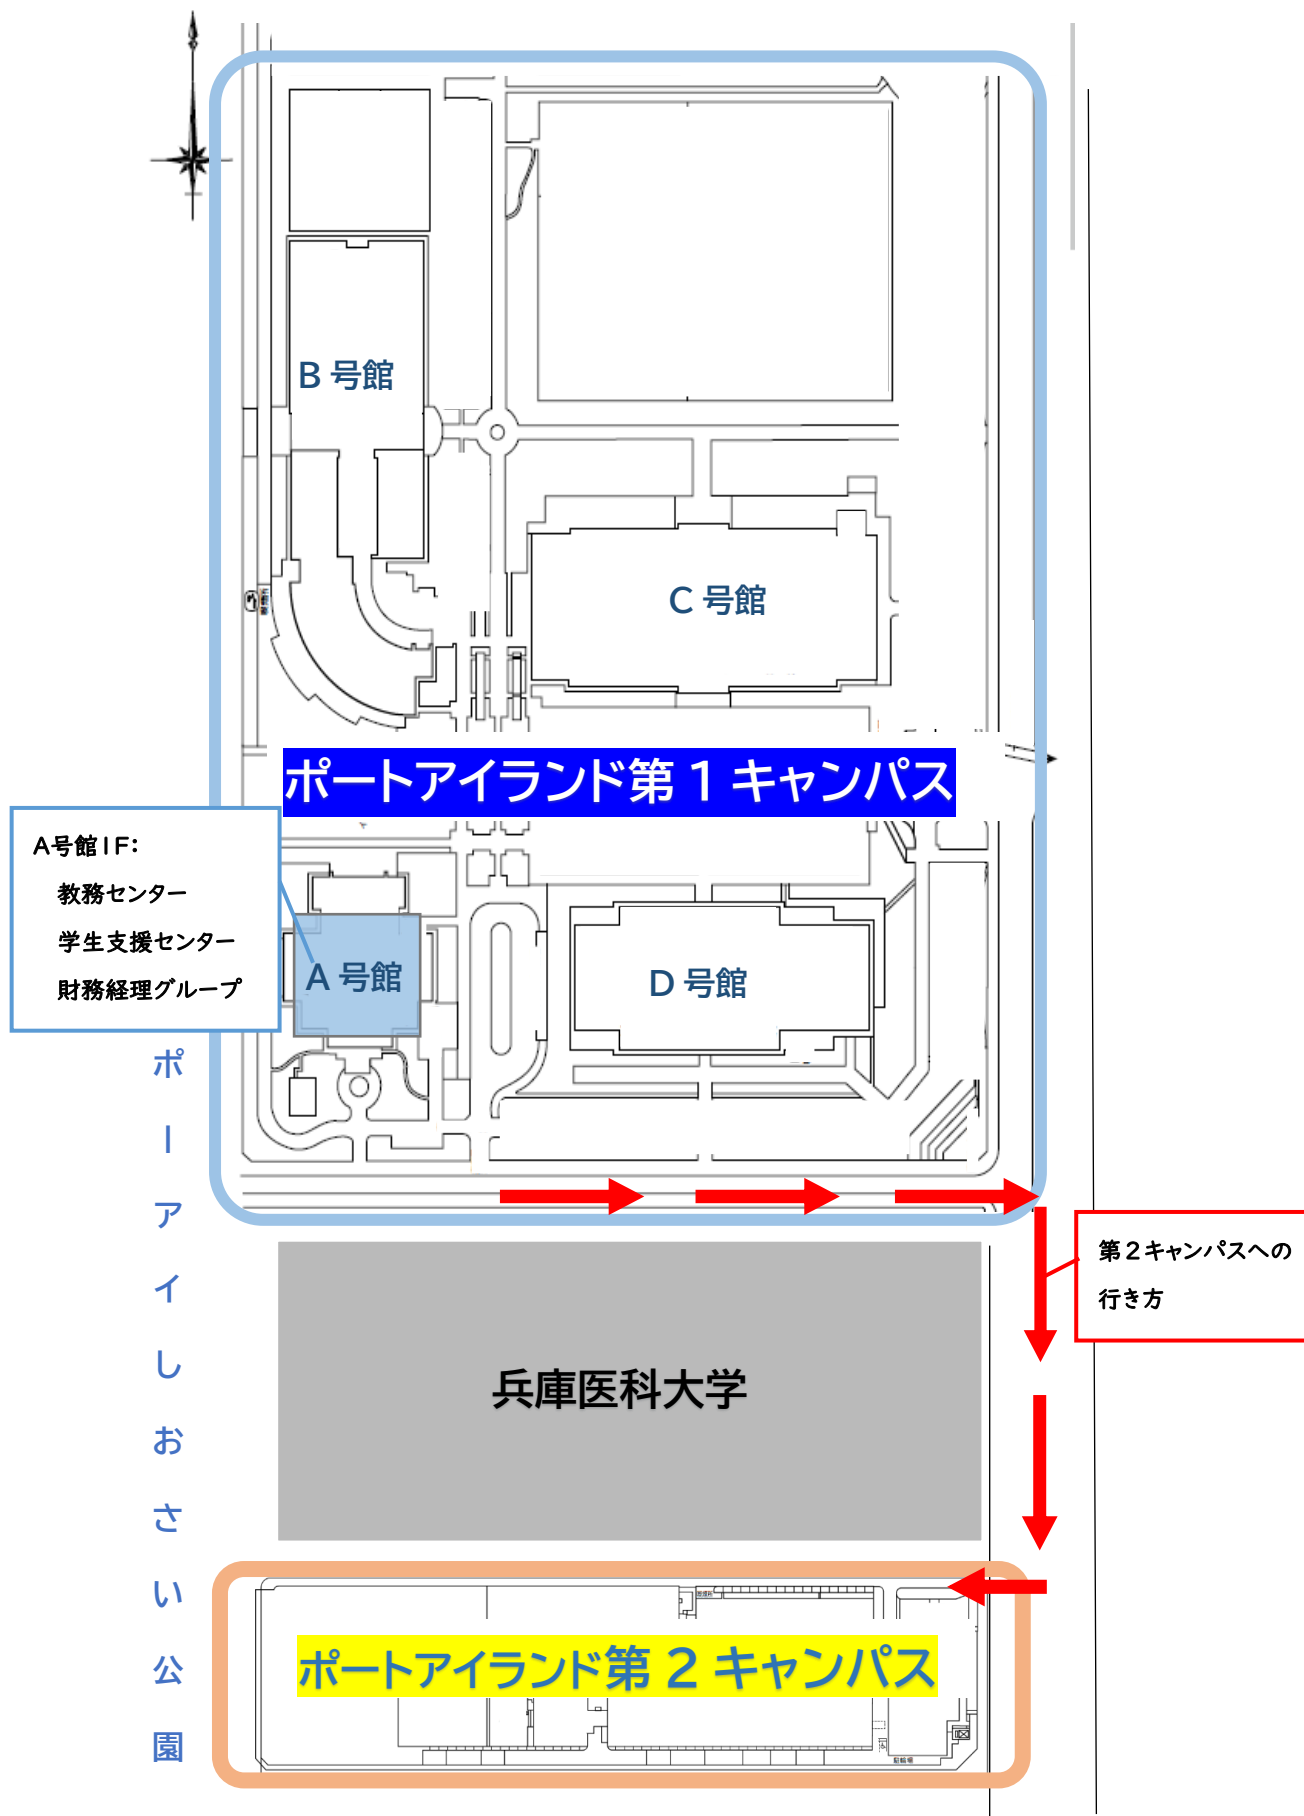 B 号館
C 号館
ポートアイランド第 1 キャンパス
A号館1F:
教務センター
学生支援センター
財務経理グループ
A 号館
D 号館
ポーアイしおさい公園
第2キャンパスへの
行き方
兵庫医科大学
ポートアイランド第 2 キャンパス
駐輪場